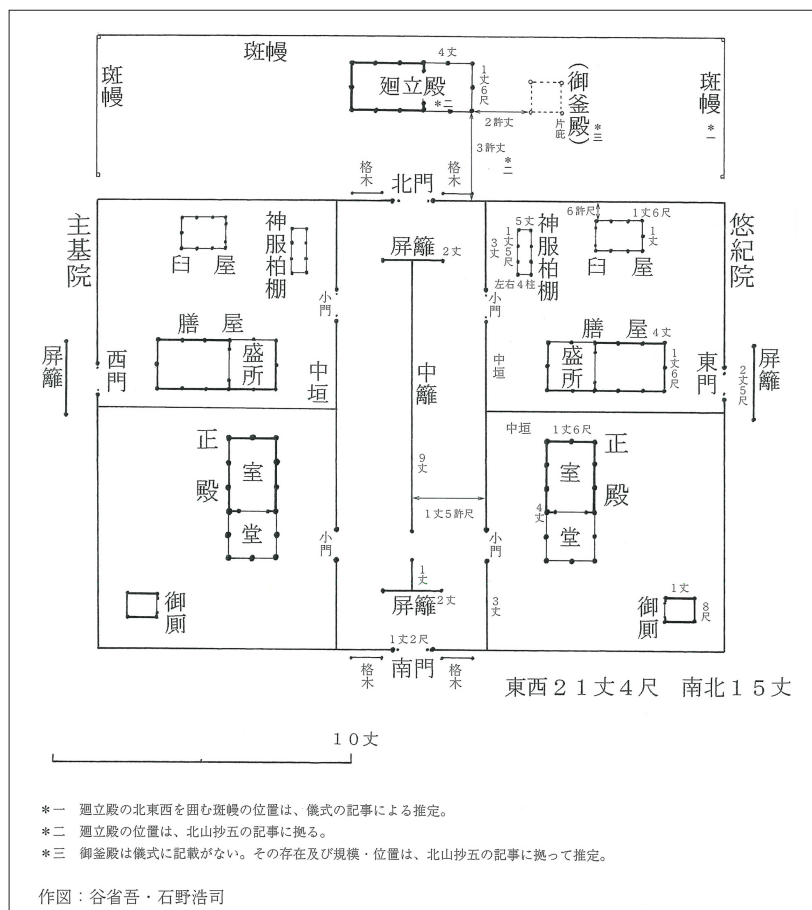 斑幔
斑幔
斑幔
*一
4丈
廻立殿
*二
1丈6尺
2許丈
(御釜殿)
*三
片庇
3許丈
*二
格木
北門
格木
主基院
悠紀院
臼屋
神服柏棚
屏籬
2丈
3丈
5丈
1丈5尺
神服柏棚
左右4柱
6許尺
1丈6尺
1丈
臼屋
小門
小門
膳屋
盛所
中垣
中籬
中垣
膳屋
4丈
盛所
1丈6尺
屏籬
西門
東門
屏籬
2丈5尺
正殿
室
堂
9丈
1丈5許尺
中垣
1丈6尺
正殿
室
堂
4丈
小門
小門
御厠
1丈
屏籬
2丈
3丈
1丈
8尺
御厠
1丈2尺
格木
南門
格木
東西21丈4尺 南北15丈
10丈
*一 廻立殿の北東西を囲む斑幔の位置は、儀式の記事による推定。
*二 廻立殿の位置は、北山抄五の記事に拠る。
*三 御釜殿は儀式に記載がない。その存在及び規模・位置は、北山抄五の記事に拠って推定。
作図:谷省吾・石野浩司